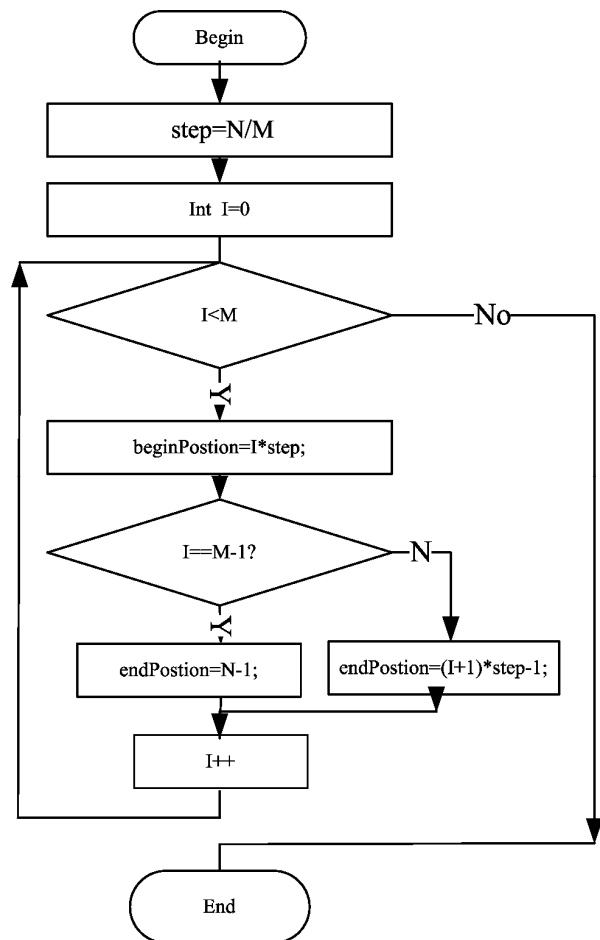 Begin
step=N/M
Int I=0
I<M
No
Y
beginPostion=I*step;
I==M-1?
N
Y
endPostion=N-1;
endPostion=(I+1)*step-1;
I++
End